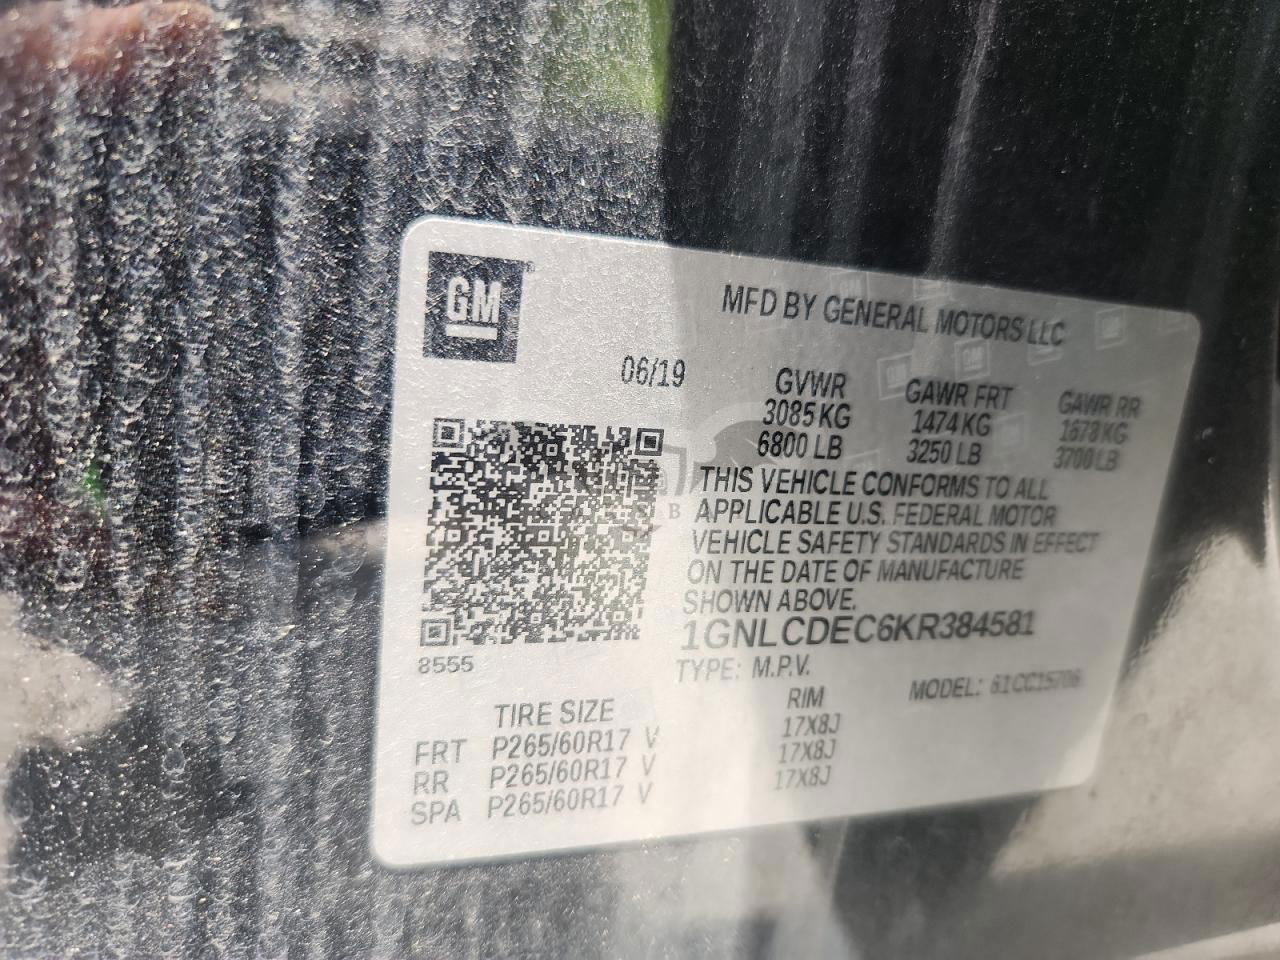 GM
MFD BY GENERAL MOTORS LLC
06/19
GVWR GAWR FRT GAWR RR
3085 KG 1474 KG 1678 KG
6800 LB 3250 LB 3700 LB
THIS VEHICLE CONFORMS TO ALL
APPLICABLE U.S. FEDERAL MOTOR
VEHICLE SAFETY STANDARDS IN EFFECT
ON THE DATE OF MANUFACTURE
SHOWN ABOVE.
1GNLCDEC6KR384581
8555
TYPE: M.P.V. MODEL: 61CC15706
TIRE SIZE RIM
FRT P265/60R17 V 17X8J
RR P265/60R17 V 17X8J
SPA P265/60R17 V 17X8J